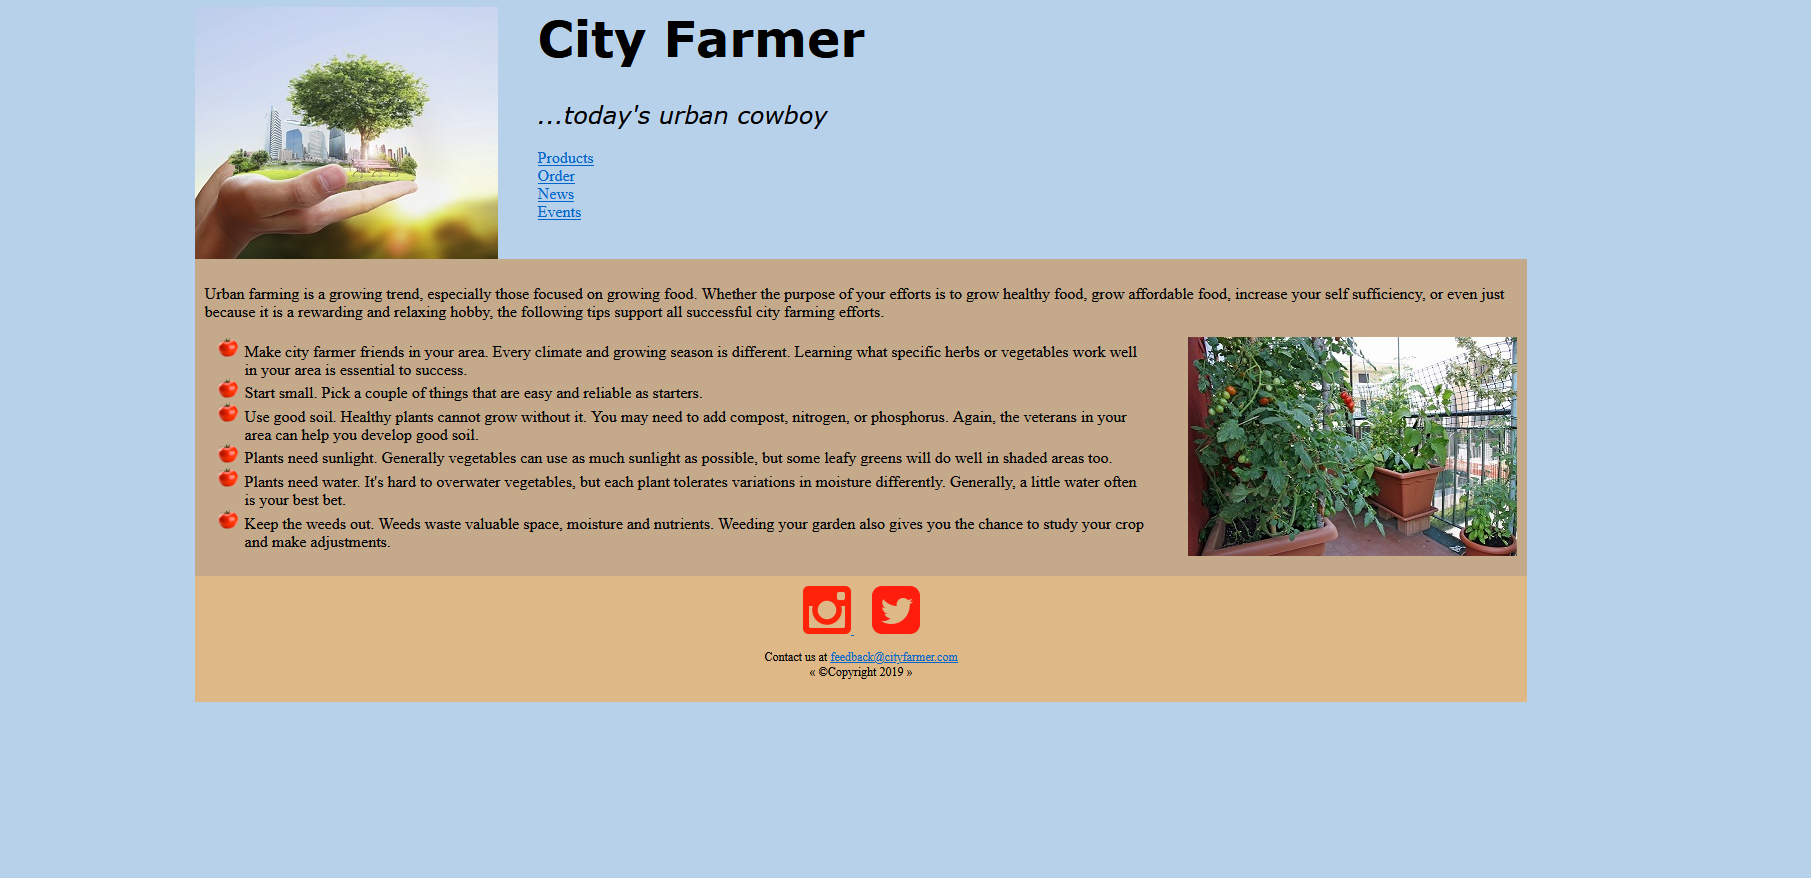 City Farmer
...today's urban cowboy
Products
Order
News
Events
Urban farming is a growing trend, especially those focused on growing food. Whether the purpose of your efforts is to grow healthy food, grow affordable food, increase your self sufficiency, or even just
because it is a rewarding and relaxing hobby, the following tips support all successful city farming efforts.
Make city farmer friends in your area. Every climate and growing season is different. Learning what specific herbs or vegetables work well
in your area is essential to success.
Start small. Pick a couple of things that are easy and reliable as starters.
Use good soil. Healthy plants cannot grow without it. You may need to add compost, nitrogen, or phosphorus. Again, the veterans in your
area can help you develop good soil.
Plants need sunlight. Generally vegetables can use as much sunlight as possible, but some leafy greens will do well in shaded areas too.
Plants need water. It's hard to overwater vegetables, but each plant tolerates variations in moisture differently. Generally, a little water often
is your best bet.
Keep the weeds out. Weeds waste valuable space, moisture and nutrients. Weeding your garden also gives you the chance to study your crop
and make adjustments.
Contact us at feedback@cityfarmer.com
« ©Copyright 2019 »